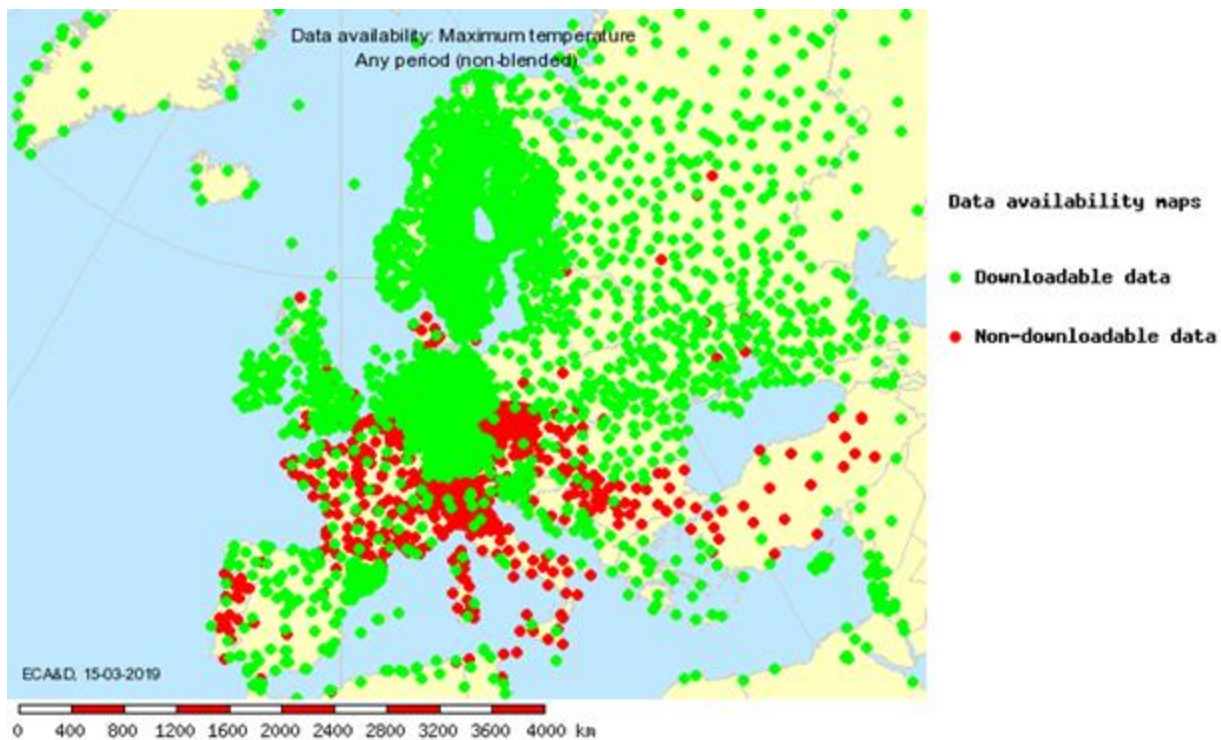 Data availability: Maximum temperature
Any period (non-blended)
Data availability maps
Downloadable data
Non-downloadable data
ECA&D, 15-03-2019
0 400 800 1200 1600 2000 2400 2800 3200 3600 4000 km